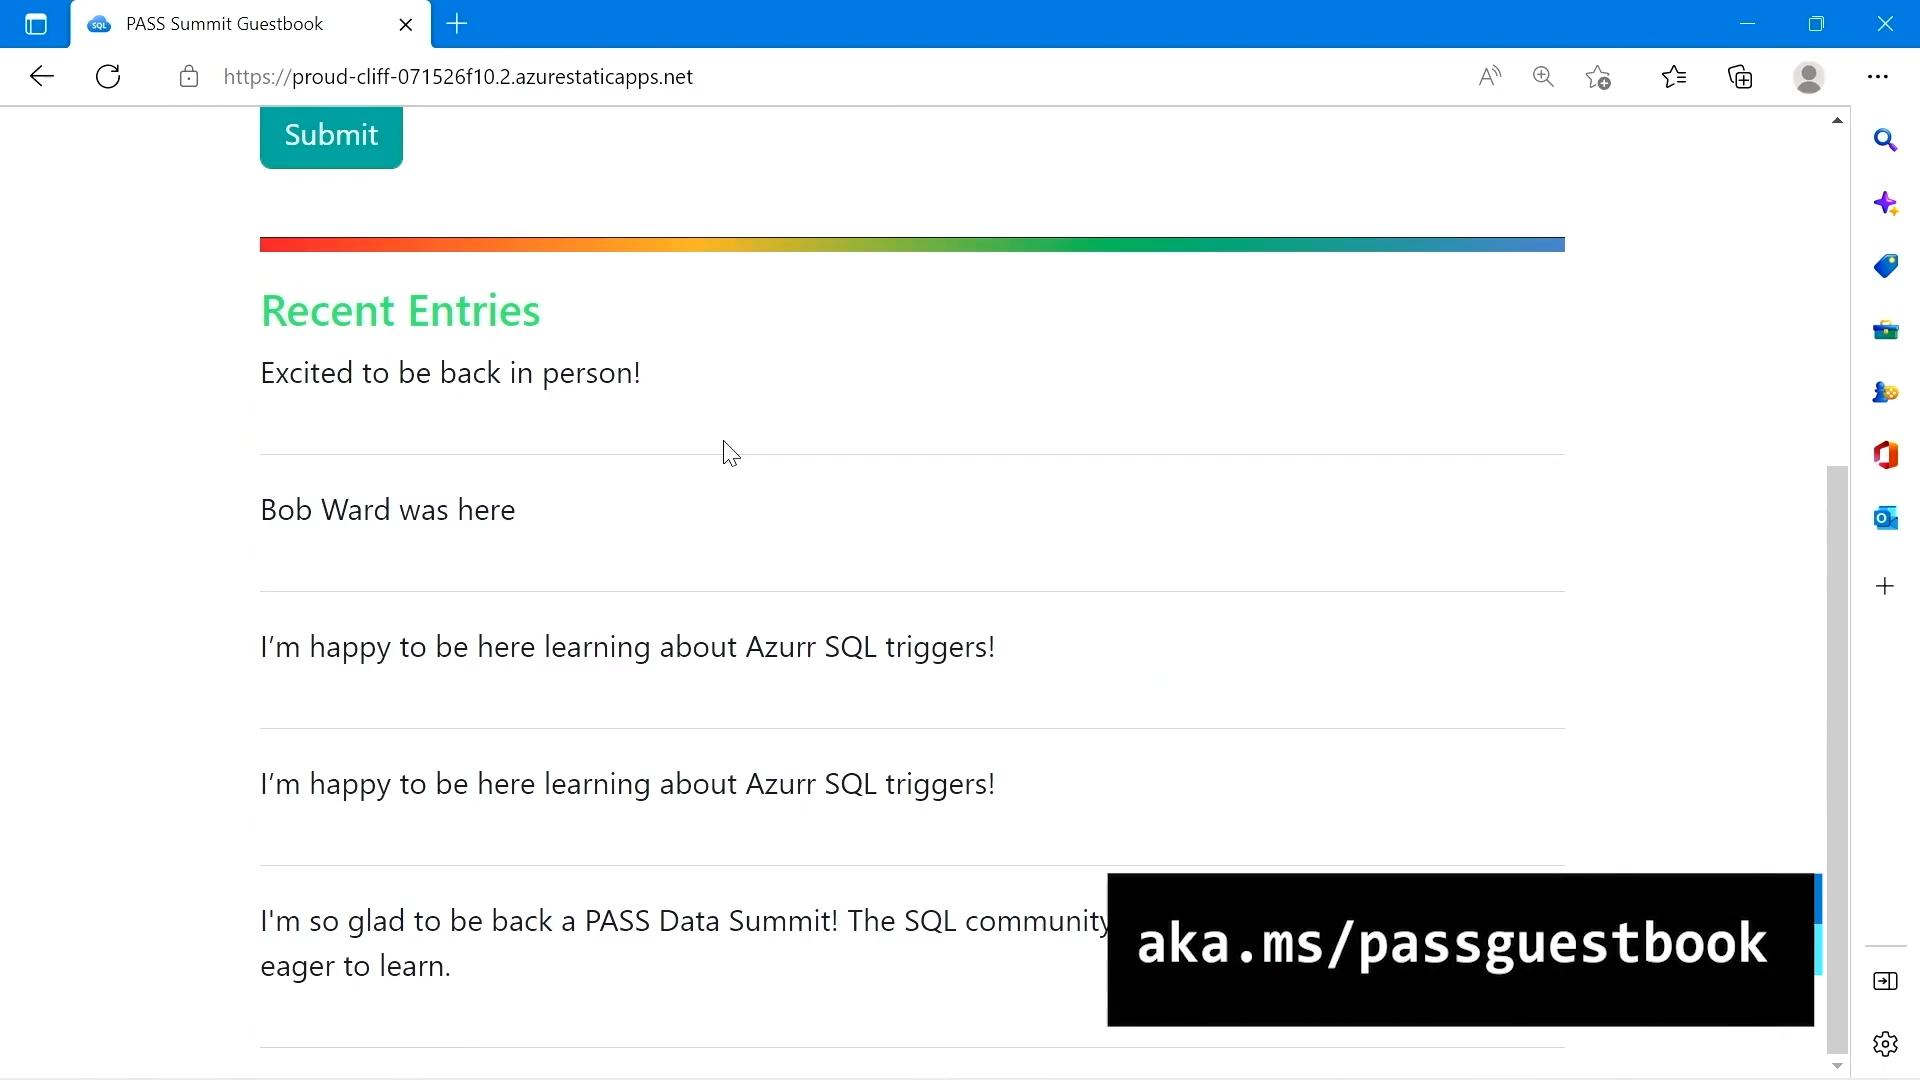 SQL PASS Summit Guestbook
https://proud-cliff-071526f10.2.azurestaticapps.net
Submit
Recent Entries
Excited to be back in person!
Bob Ward was here
I'm happy to be here learning about Azurr SQL triggers!
I'm happy to be here learning about Azurr SQL triggers!
I'm so glad to be back a PASS Data Summit! The SQL community
eager to learn.
aka.ms/passguestbook